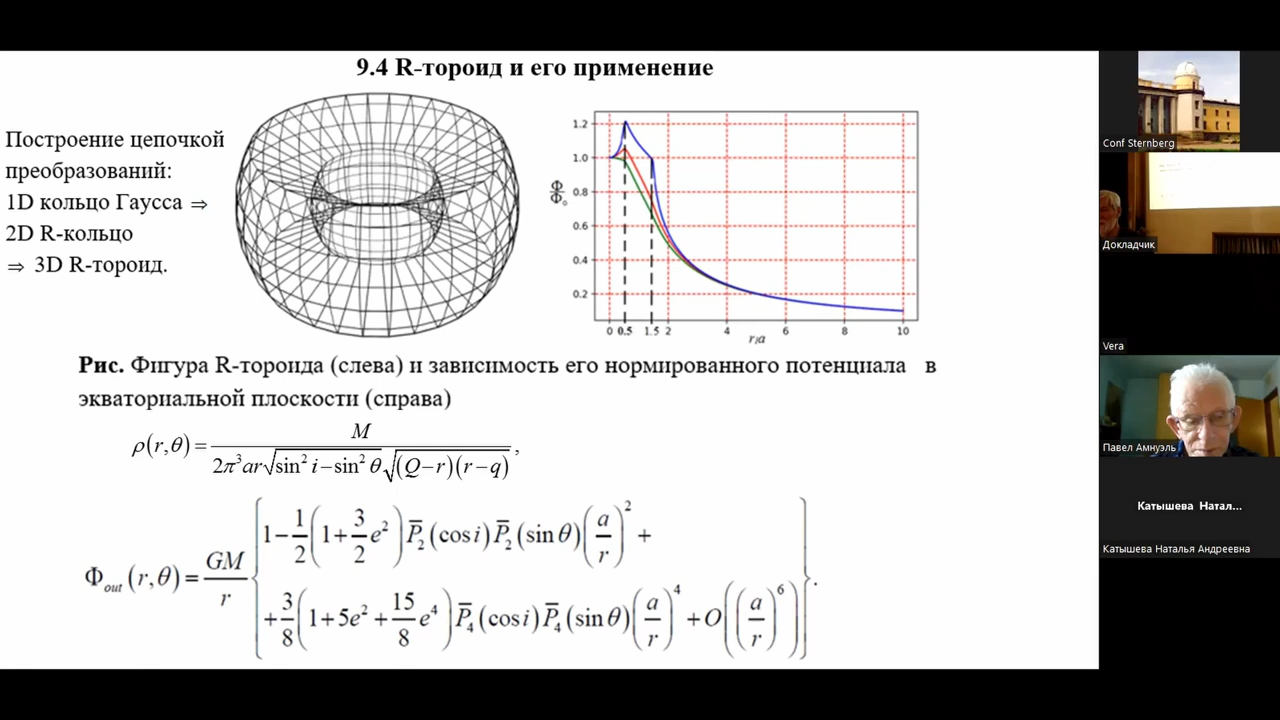 9.4 R-тороид и его применение
Построение цепочкой
преобразований:
1D кольцо Гаусса ⇒
2D R-кольцо
⇒ 3D R-тороид.
Φ/Φ₀
1.2
1.0
0.8
0.6
0.4
0.2
0 0.5 1.5 2 4 6 8 10
r/a
Рис. Фигура R-тороида (слева) и зависимость его нормированного потенциала в
экваториальной плоскости (справа)
ρ(r,θ) = M / (2π³ar√(sin² i − sin² θ) √((Q−r)(r−q))),
Φ_out(r,θ) = GM/r { 1 − 1/2 (1 + 3/2 e²) P̅₂(cos i) P̅₂(sin θ) (a/r)² +
+ 3/8 (1 + 5e² + 15/8 e⁴) P̅₄(cos i) P̅₄(sin θ) (a/r)⁴ + O((a/r)⁶) }.
Conf Sternberg
Докладчик
Vera
Павел Амнуэль
Катышева Натал...
Катышева Наталья Андреевна